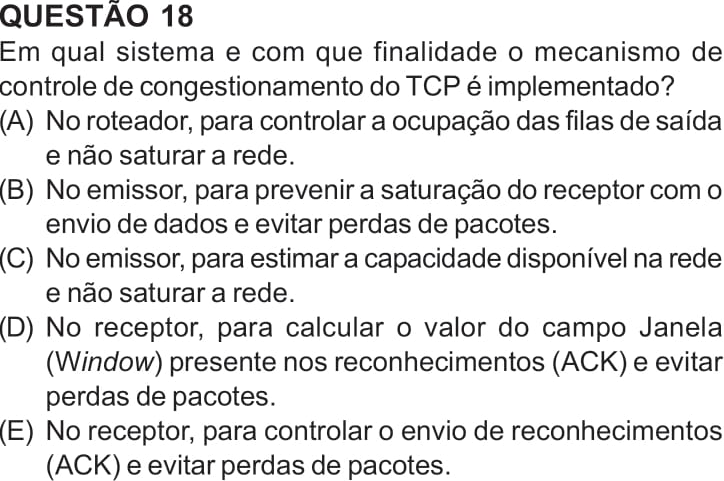 QUESTÃO 18
Em qual sistema e com que finalidade o mecanismo de
controle de congestionamento do TCP é implementado?
(A) No roteador, para controlar a ocupação das filas de saída
e não saturar a rede.
(B) No emissor, para prevenir a saturação do receptor com o
envio de dados e evitar perdas de pacotes.
(C) No emissor, para estimar a capacidade disponível na rede
e não saturar a rede.
(D) No receptor, para calcular o valor do campo Janela
(Window) presente nos reconhecimentos (ACK) e evitar
perdas de pacotes.
(E) No receptor, para controlar o envio de reconhecimentos
(ACK) e evitar perdas de pacotes.